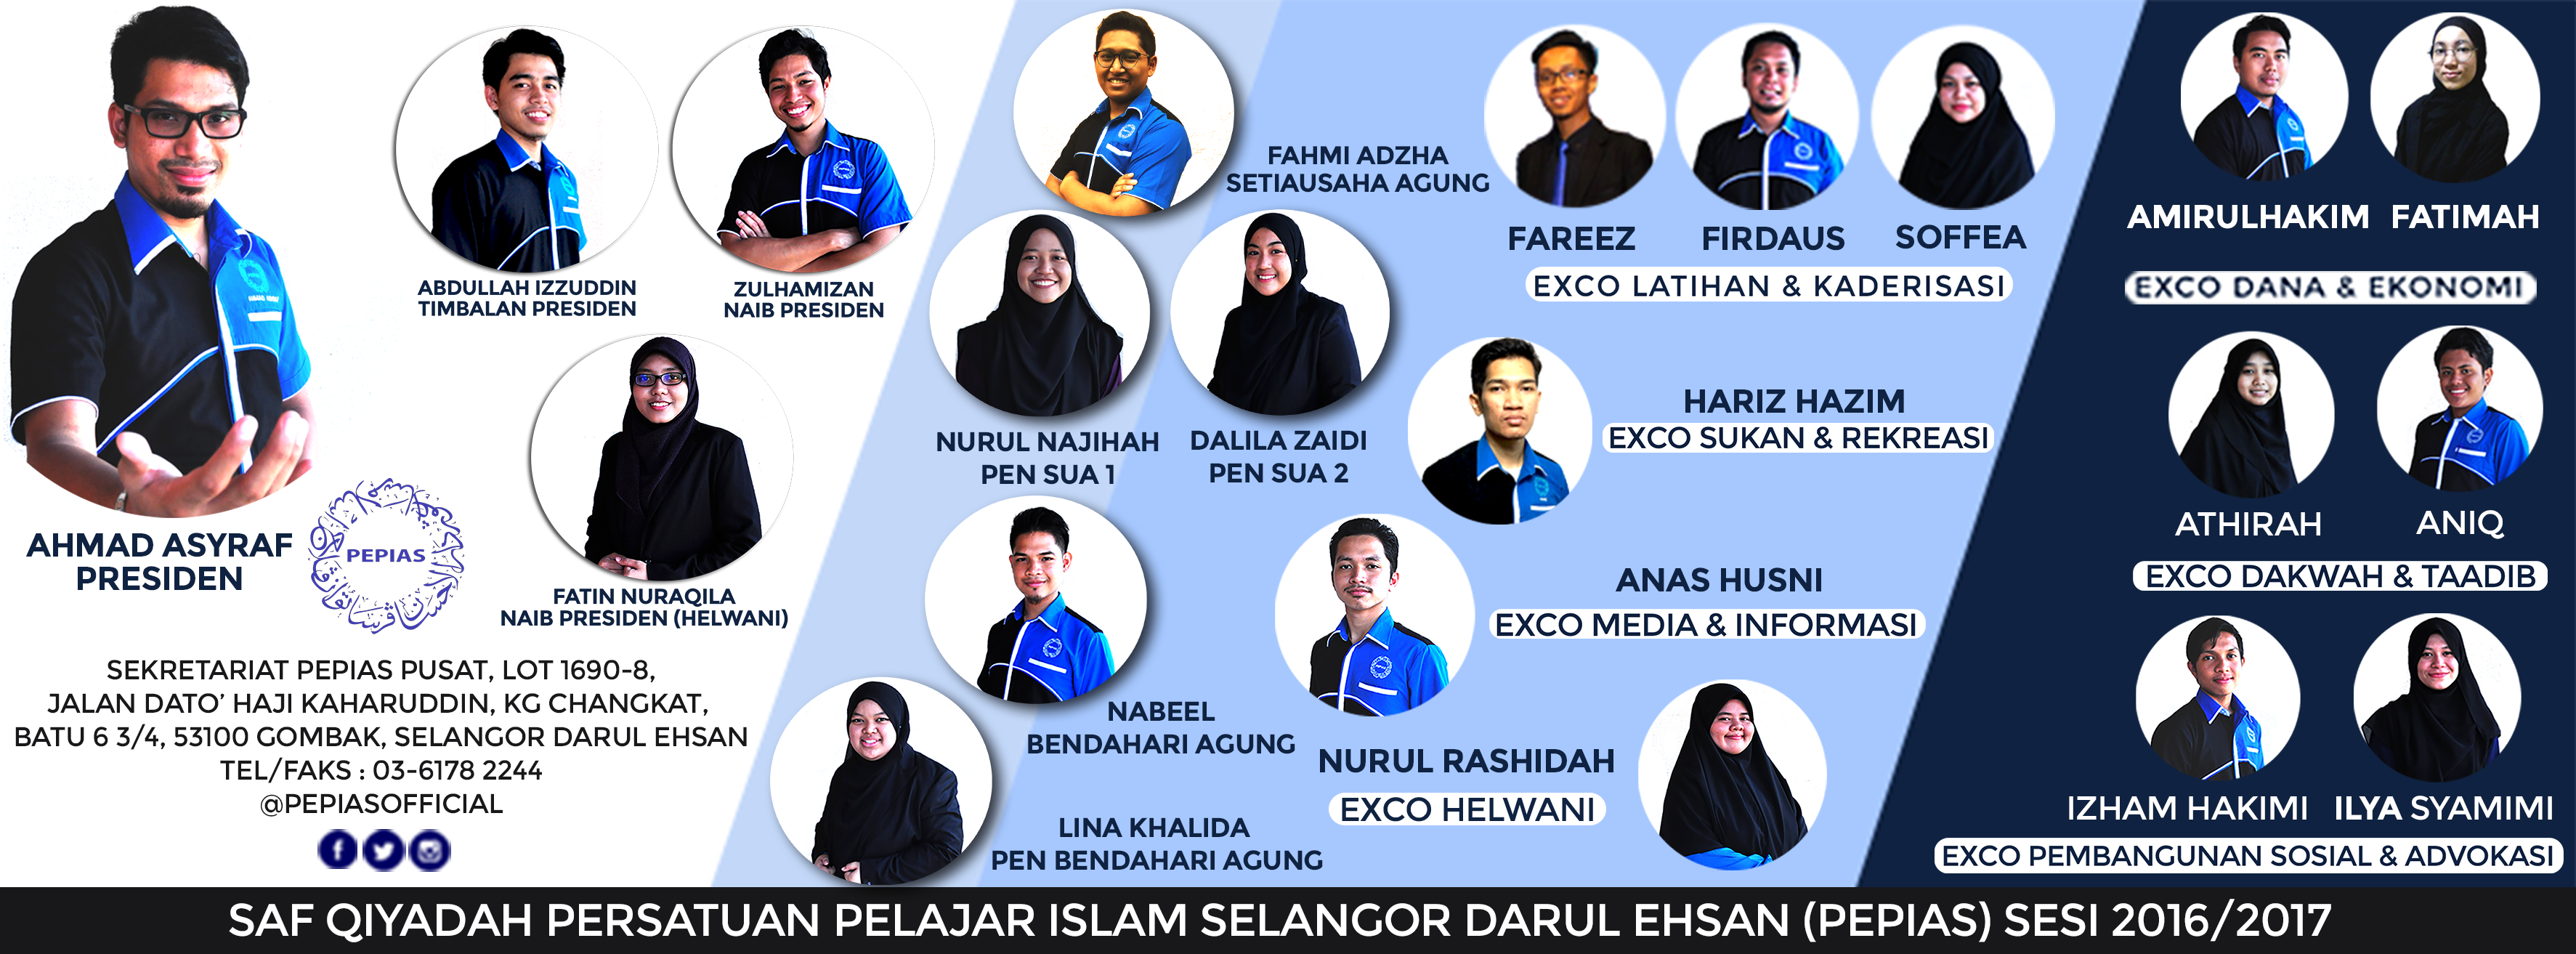 AHMAD ASYRAF
PRESIDEN
PEPIAS
ABDULLAH IZZUDDIN
TIMBALAN PRESIDEN
ZULHAMIZAN
NAIB PRESIDEN
FATIN NURAQILA
NAIB PRESIDEN (HELWANI)
SEKRETARIAT PEPIAS PUSAT, LOT 1690-8,
JALAN DATO’ HAJI KAHARUDDIN, KG CHANGKAT,
BATU 6 3/4, 53100 GOMBAK, SELANGOR DARUL EHSAN
TEL/FAKS : 03-6178 2244
@PEPIASOFFICIAL
FAHMI ADZHA
SETIAUSAHA AGUNG
NURUL NAJIHAH
PEN SUA 1
DALILA ZAIDI
PEN SUA 2
NABEEL
BENDAHARI AGUNG
LINA KHALIDA
PEN BENDAHARI AGUNG
FAREEZ
FIRDAUS
SOFFEA
EXCO LATIHAN & KADERISASI
HARIZ HAZIM
EXCO SUKAN & REKREASI
ANAS HUSNI
EXCO MEDIA & INFORMASI
NURUL RASHIDAH
EXCO HELWANI
AMIRULHAKIM
FATIMAH
EXCO DANA & EKONOMI
ATHIRAH
ANIQ
EXCO DAKWAH & TAADIB
IZHAM HAKIMI
ILYA SYAMIMI
EXCO PEMBANGUNAN SOSIAL & ADVOKASI
SAF QIYADAH PERSATUAN PELAJAR ISLAM SELANGOR DARUL EHSAN (PEPIAS) SESI 2016/2017